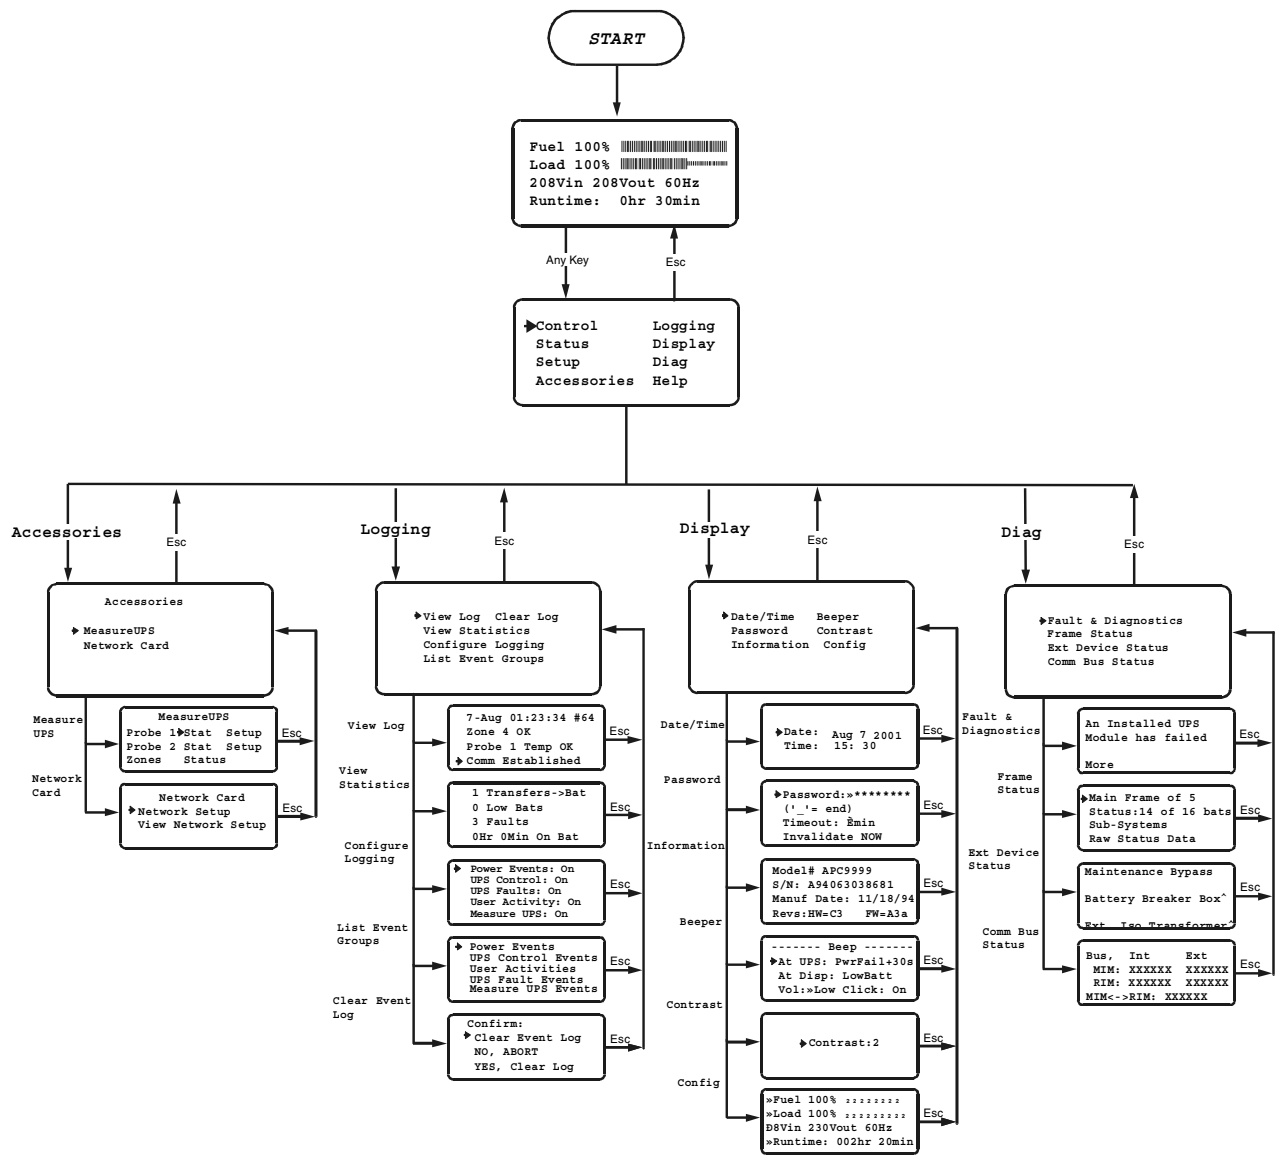 START
Fuel 100%
Load 100%
208Vin 208Vout 60Hz
Runtime: 0hr 30min
Any Key
Esc
Control Logging
Status Display
Setup Diag
Accessories Help
Accessories
Esc
Accessories
MeasureUPS
Network Card
Measure
UPS
MeasureUPS
Probe 1 Stat Setup
Probe 2 Stat Setup
Zones Status
Esc
Network
Card
Network Card
Network Setup
View Network Setup
Esc
Logging
Esc
View Log Clear Log
View Statistics
Configure Logging
List Event Groups
View Log
7-Aug 01:23:34 #64
Zone 4 OK
Probe 1 Temp OK
Comm Established
Esc
View
Statistics
1 Transfers->Bat
0 Low Bats
3 Faults
0Hr 0Min On Bat
Esc
Configure
Logging
Power Events: On
UPS Control: On
UPS Faults: On
User Activity: On
Measure UPS: On
Esc
List Event
Groups
Power Events
UPS Control Events
User Activities
UPS Fault Events
Measure UPS Events
Esc
Clear Event
Log
Confirm:
Clear Event Log
NO, ABORT
YES, Clear Log
Esc
Display
Esc
Date/Time Beeper
Password Contrast
Information Config
Date/Time
Date: Aug 7 2001
Time: 15: 30
Esc
Password
Password:»********
('_'= end)
Timeout: Èmin
Invalidate NOW
Esc
Information
Model# APC9999
S/N: A94063038681
Manuf Date: 11/18/94
Revs:HW=C3 FW=A3a
Esc
Beeper
------- Beep -------
At UPS: PwrFail+30s
At Disp: LowBatt
Vol:»Low Click: On
Esc
Contrast
Contrast:2
Esc
Config
»Fuel 100% ²²²²²²²²
»Load 100% ²²²²²²²²²
Ð8Vin 230Vout 60Hz
»Runtime: 002hr 20min
Esc
Diag
Esc
Fault & Diagnostics
Frame Status
Ext Device Status
Comm Bus Status
Fault &
Diagnostics
An Installed UPS
Module has failed
More
Esc
Frame
Status
Main Frame of 5
Status:14 of 16 bats
Sub-Systems
Raw Status Data
Esc
Ext Device
Status
Maintenance Bypass
Battery Breaker Box^
Ext. Iso Transformer^
Esc
Comm Bus
Status
Bus, Int Ext
MIM: XXXXXX XXXXXX
RIM: XXXXXX XXXXXX
MIM<->RIM: XXXXXX
Esc